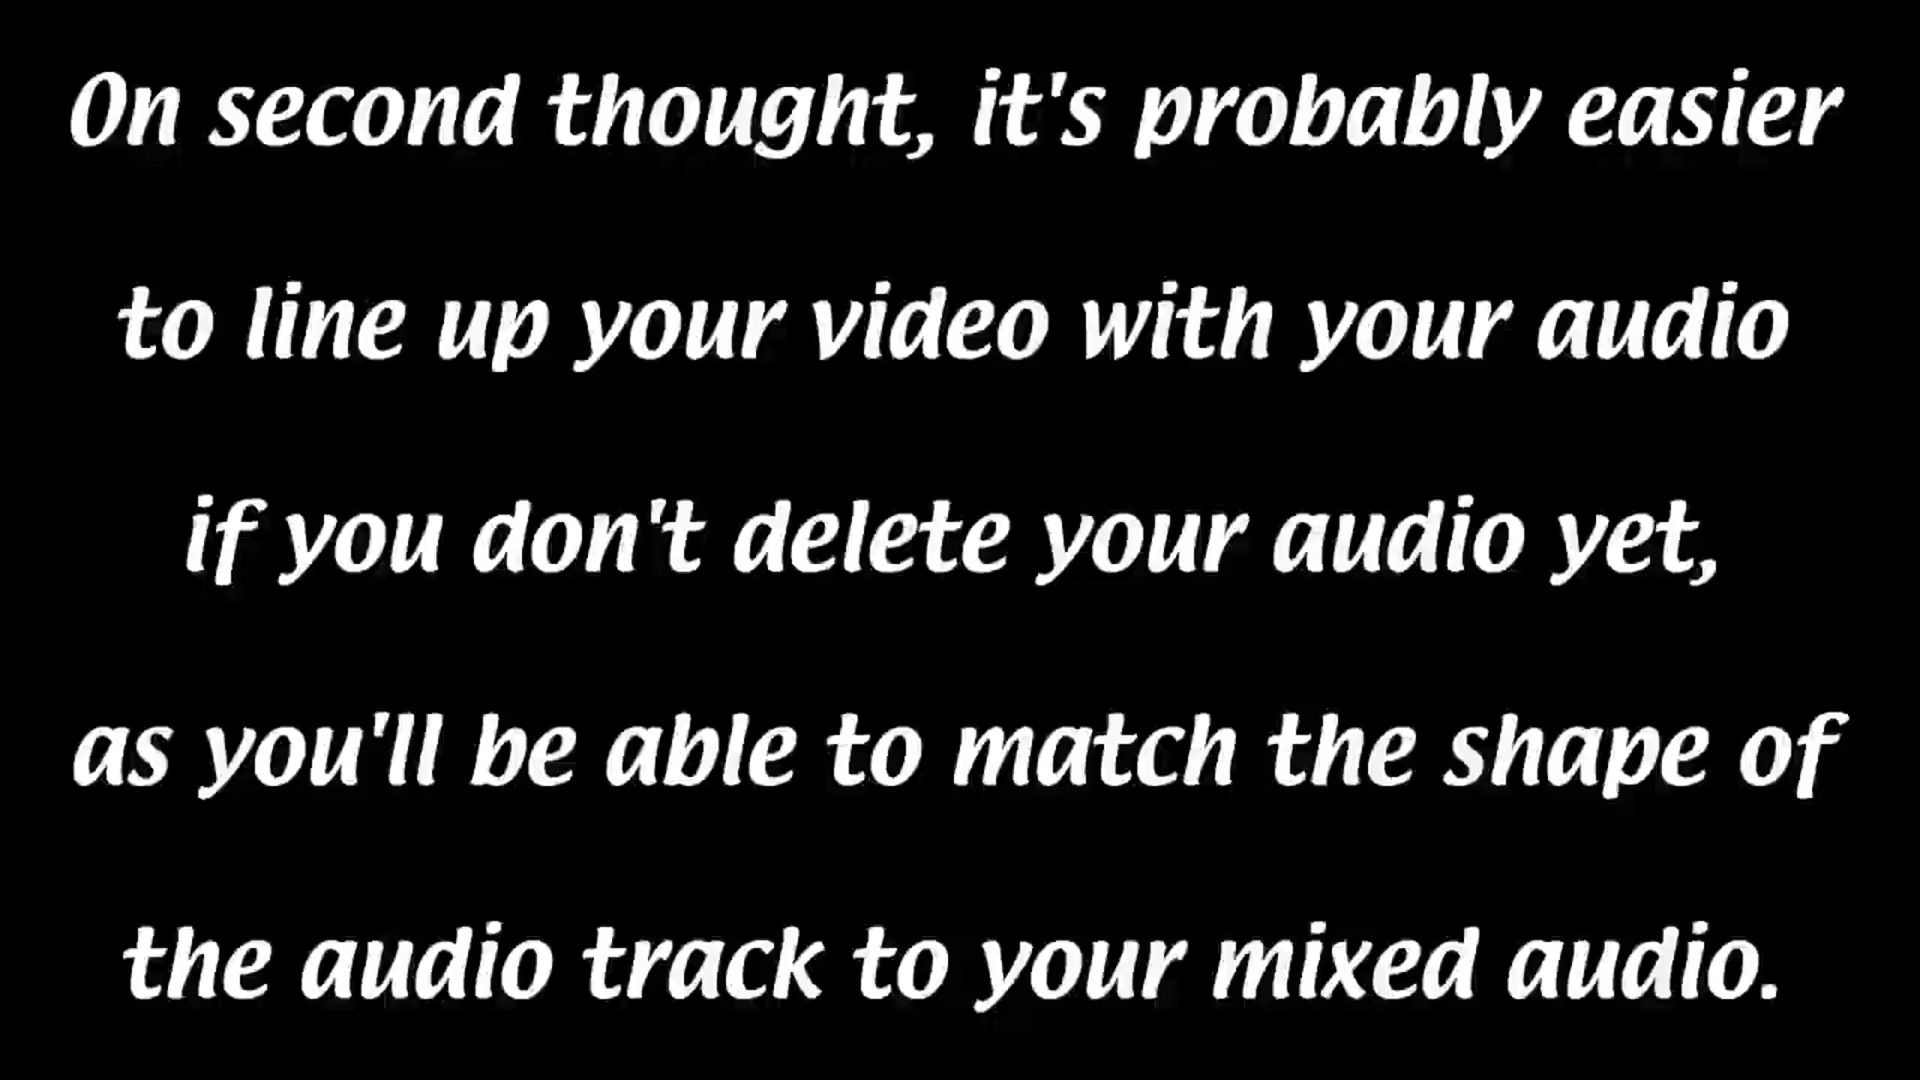 On second thought, it's probably easier
to line up your video with your audio
if you don't delete your audio yet,
as you'll be able to match the shape of
the audio track to your mixed audio.